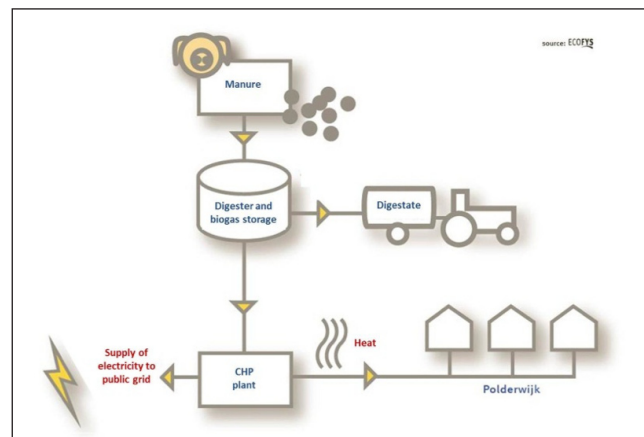 source: ECOFYS
Manure
Digester and
biogas storage
Digestate
Supply of
electricity to
public grid
CHP
plant
Heat
Polderwijk